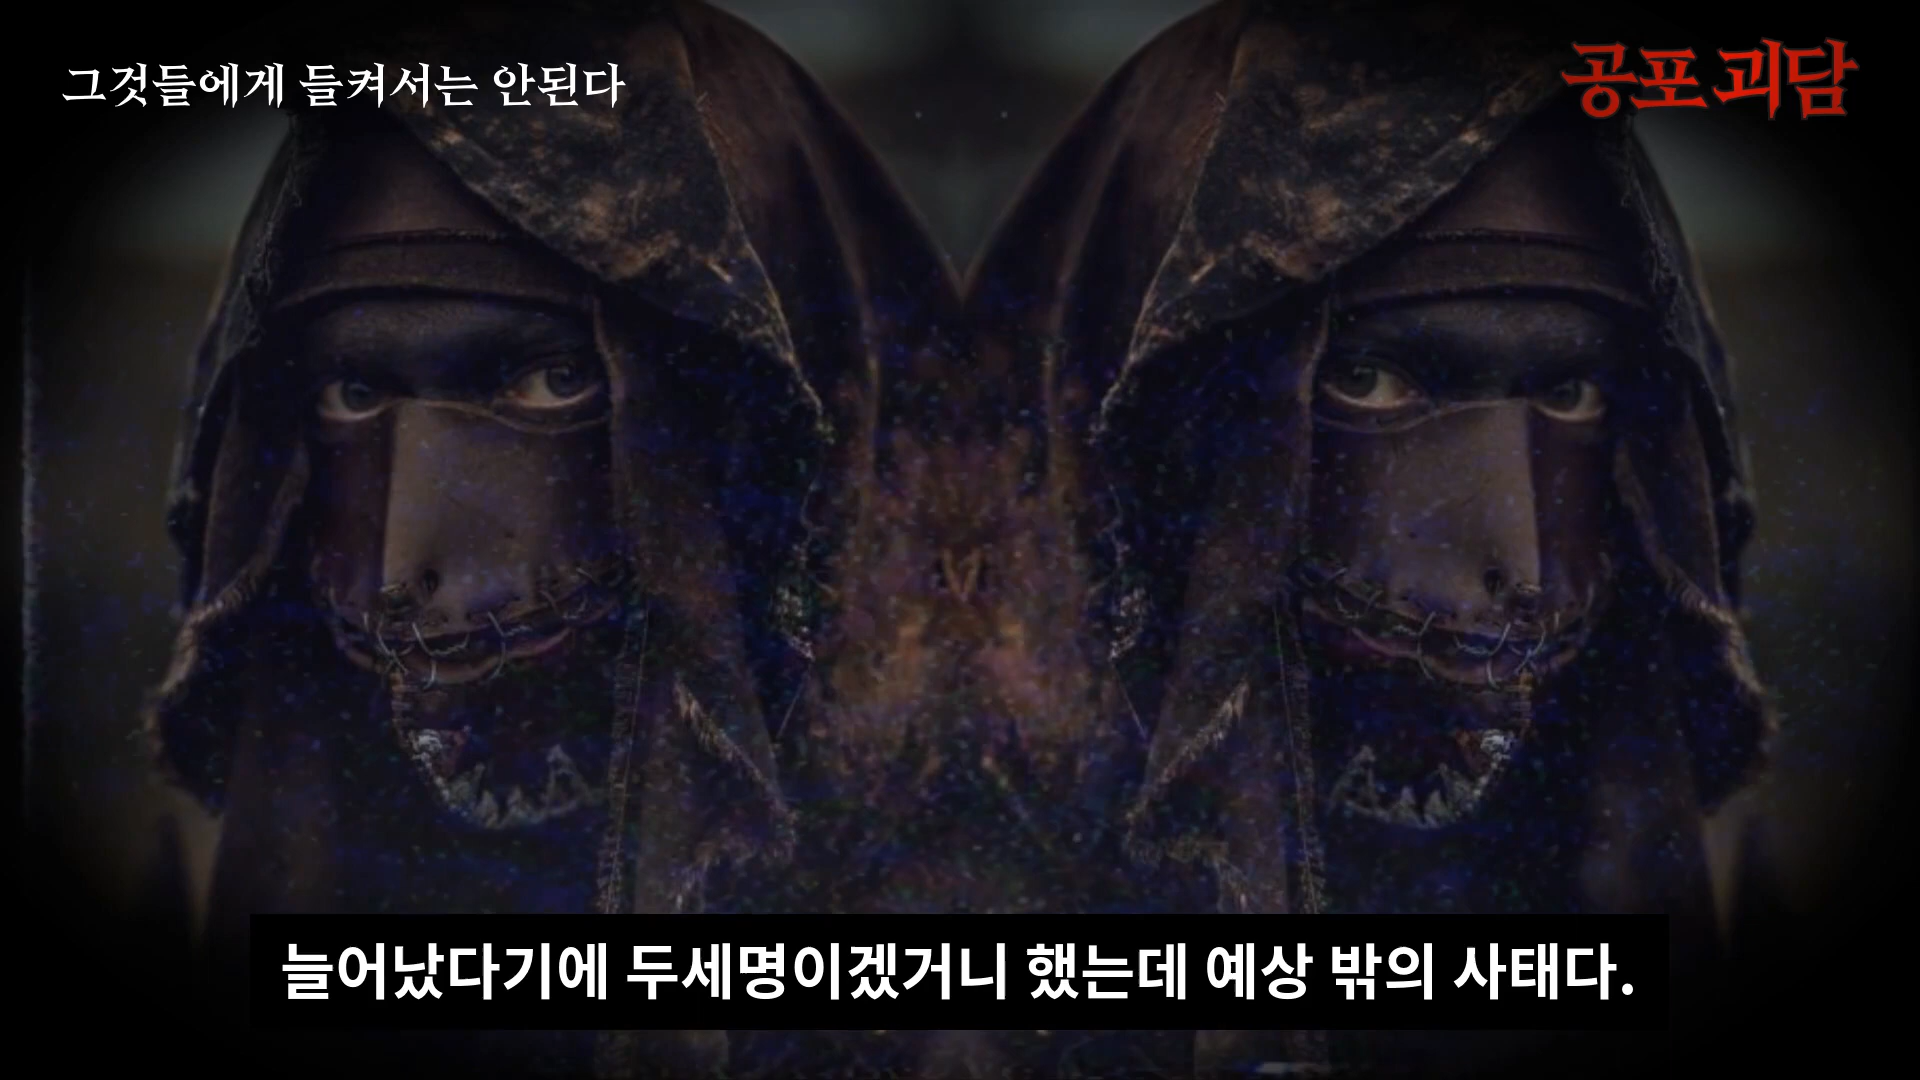 그것들에게 들켜서는 안된다
공포 괴담
늘어났다기에 두세명이겠거니 했는데 예상 밖의 사태다.